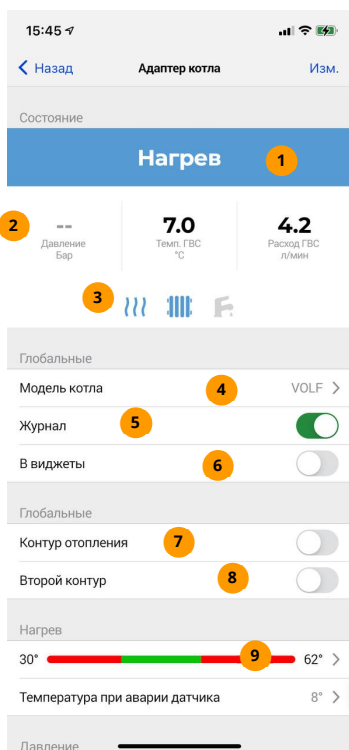 15:45
Назад
Адаптер котла
Изм.
Состояние
Нагрев
1
2
--
7.0
4.2
Давление
Темп. ГВС
Расход ГВС
Бар
°C
л/мин
3
Глобальные
Модель котла
4
VOLF
Журнал
5
В виджеты
6
Глобальные
Контур отопления
7
Второй контур
8
Нагрев
30°
9
62°
Температура при аварии датчика
8°
Давление